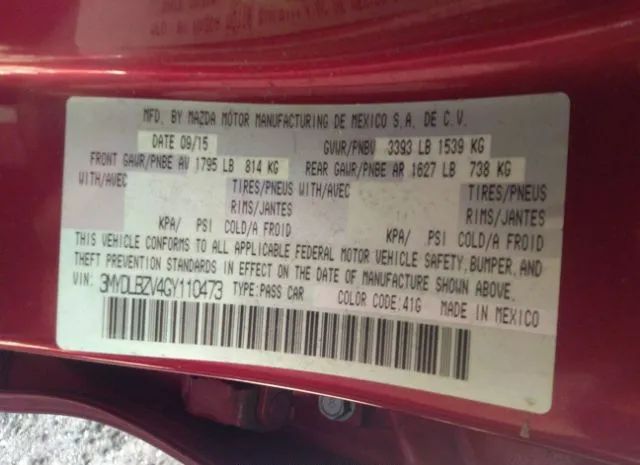 MFD. BY MAZDA MOTOR MANUFACTURING DE MEXICO S.A. DE C.V.
DATE 09/15 GVWR/PNBV 3393 LB 1539 KG
FRONT GAWR/PNBE AV 1795 LB 814 KG REAR GAWR/PNBE AR 1627 LB 738 KG
WITH/AVEC TIRES/PNEUS WITH/AVEC TIRES/PNEUS
RIMS/JANTES RIMS/JANTES
KPA/ PSI COLD/A FROID KPA/ PSI COLD/A FROID
THIS VEHICLE CONFORMS TO ALL APPLICABLE FEDERAL MOTOR VEHICLE SAFETY, BUMPER, AND
THEFT PREVENTION STANDARDS IN EFFECT ON THE DATE OF MANUFACTURE SHOWN ABOVE.
VIN: 3MYDLBZV4GY110473 TYPE:PASS CAR COLOR CODE:41G MADE IN MEXICO